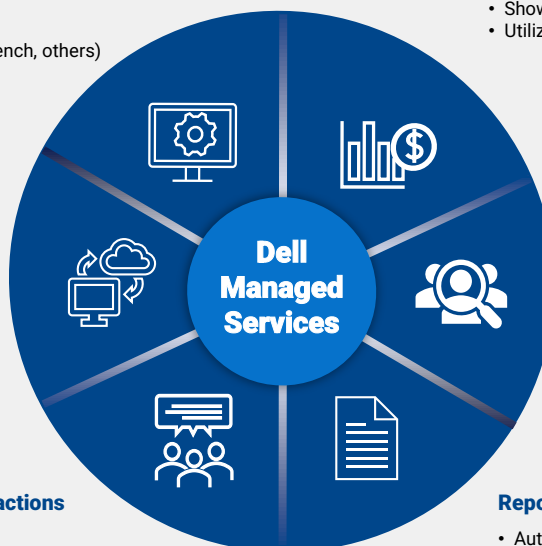 • Show
• Utiliz
ench, others)
Dell
Managed
Services
actions
Repo
• Aut